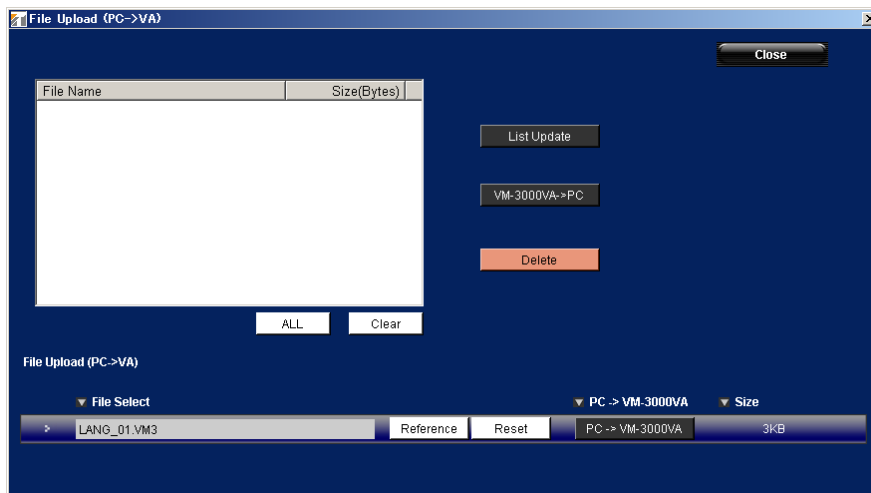 File Upload (PC->VA)
Close
File Name Size(Bytes)
List Update
VM-3000VA->PC
Delete
ALL Clear
File Upload (PC->VA)
File Select PC -> VM-3000VA Size
LANG_01.VM3 Reference Reset PC -> VM-3000VA 3KB